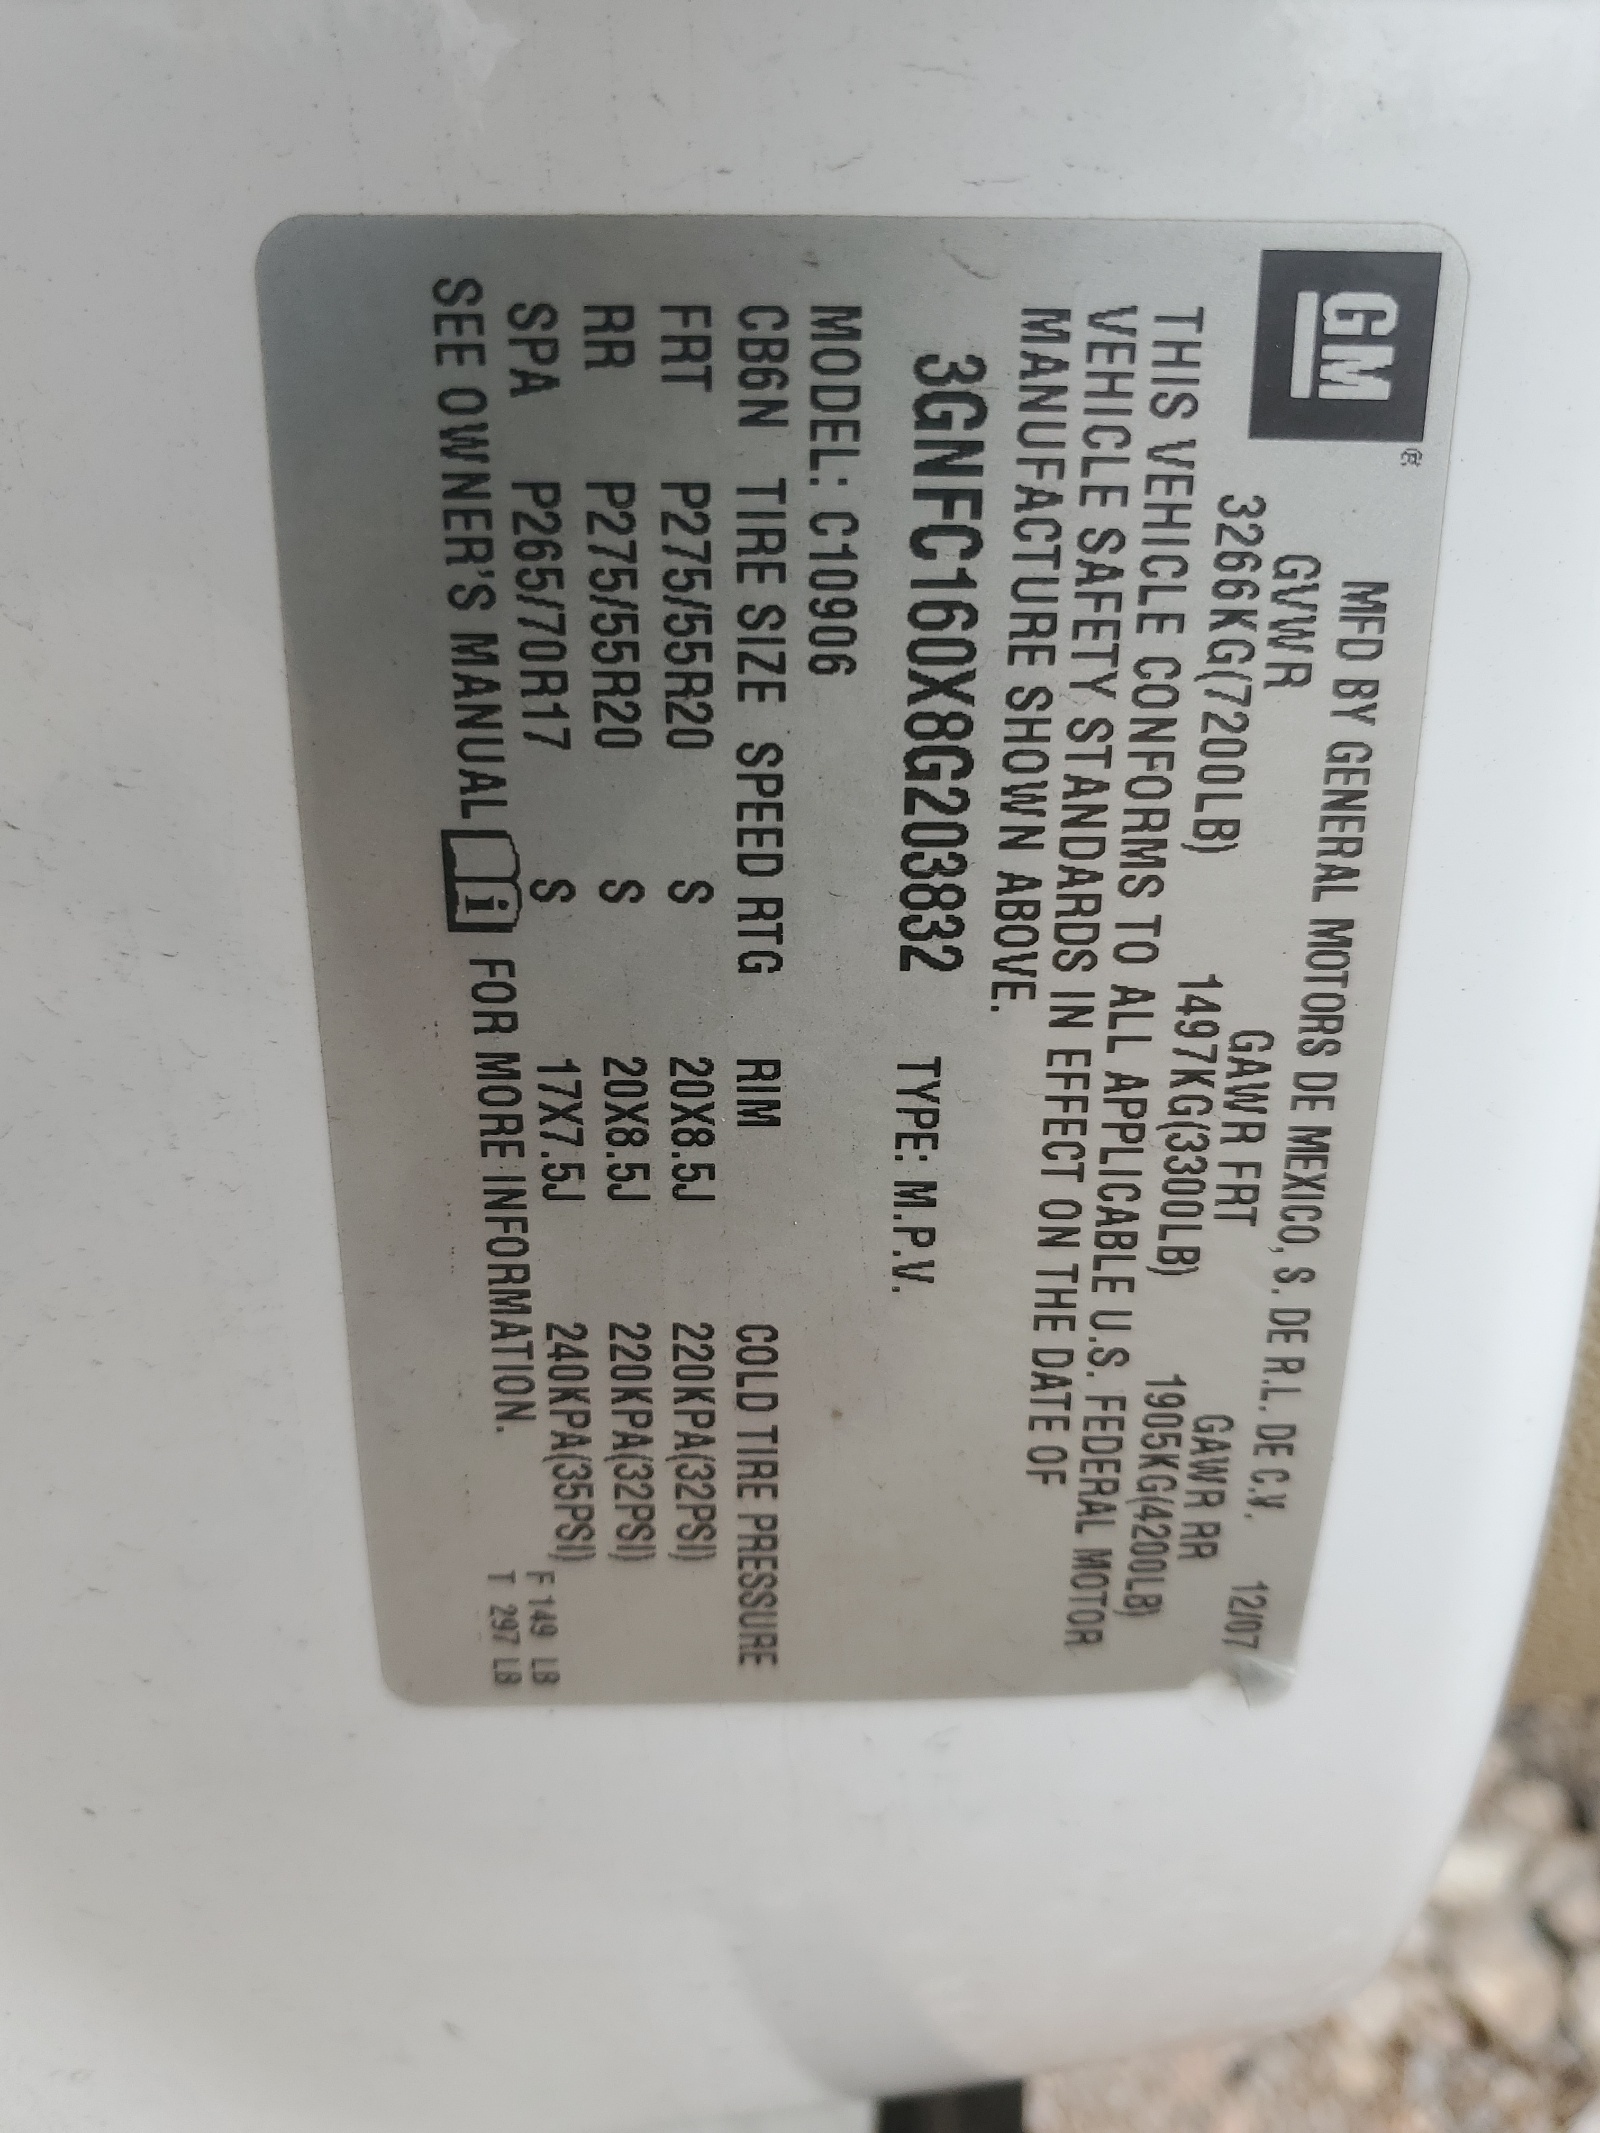 GM®
MFD BY GENERAL MOTORS DE MEXICO, S. DE R.L. DE C.V. 12/07
GVWR GAWR FRT GAWR RR
3266KG(7200LB) 1497KG(3300LB) 1905KG(4200LB)
THIS VEHICLE CONFORMS TO ALL APPLICABLE U.S. FEDERAL MOTOR
VEHICLE SAFETY STANDARDS IN EFFECT ON THE DATE OF
MANUFACTURE SHOWN ABOVE.
3GNFC160X8G203832 TYPE: M.P.V.
MODEL: C10906
CB6N TIRE SIZE SPEED RTG RIM COLD TIRE PRESSURE
FRT P275/55R20 S 20X8.5J 220KPA(32PSI)
RR P275/55R20 S 20X8.5J 220KPA(32PSI)
SPA P265/70R17 S 17X7.5J 240KPA(35PSI)
SEE OWNER'S MANUAL i FOR MORE INFORMATION.
F 149 LB
T 297 LB